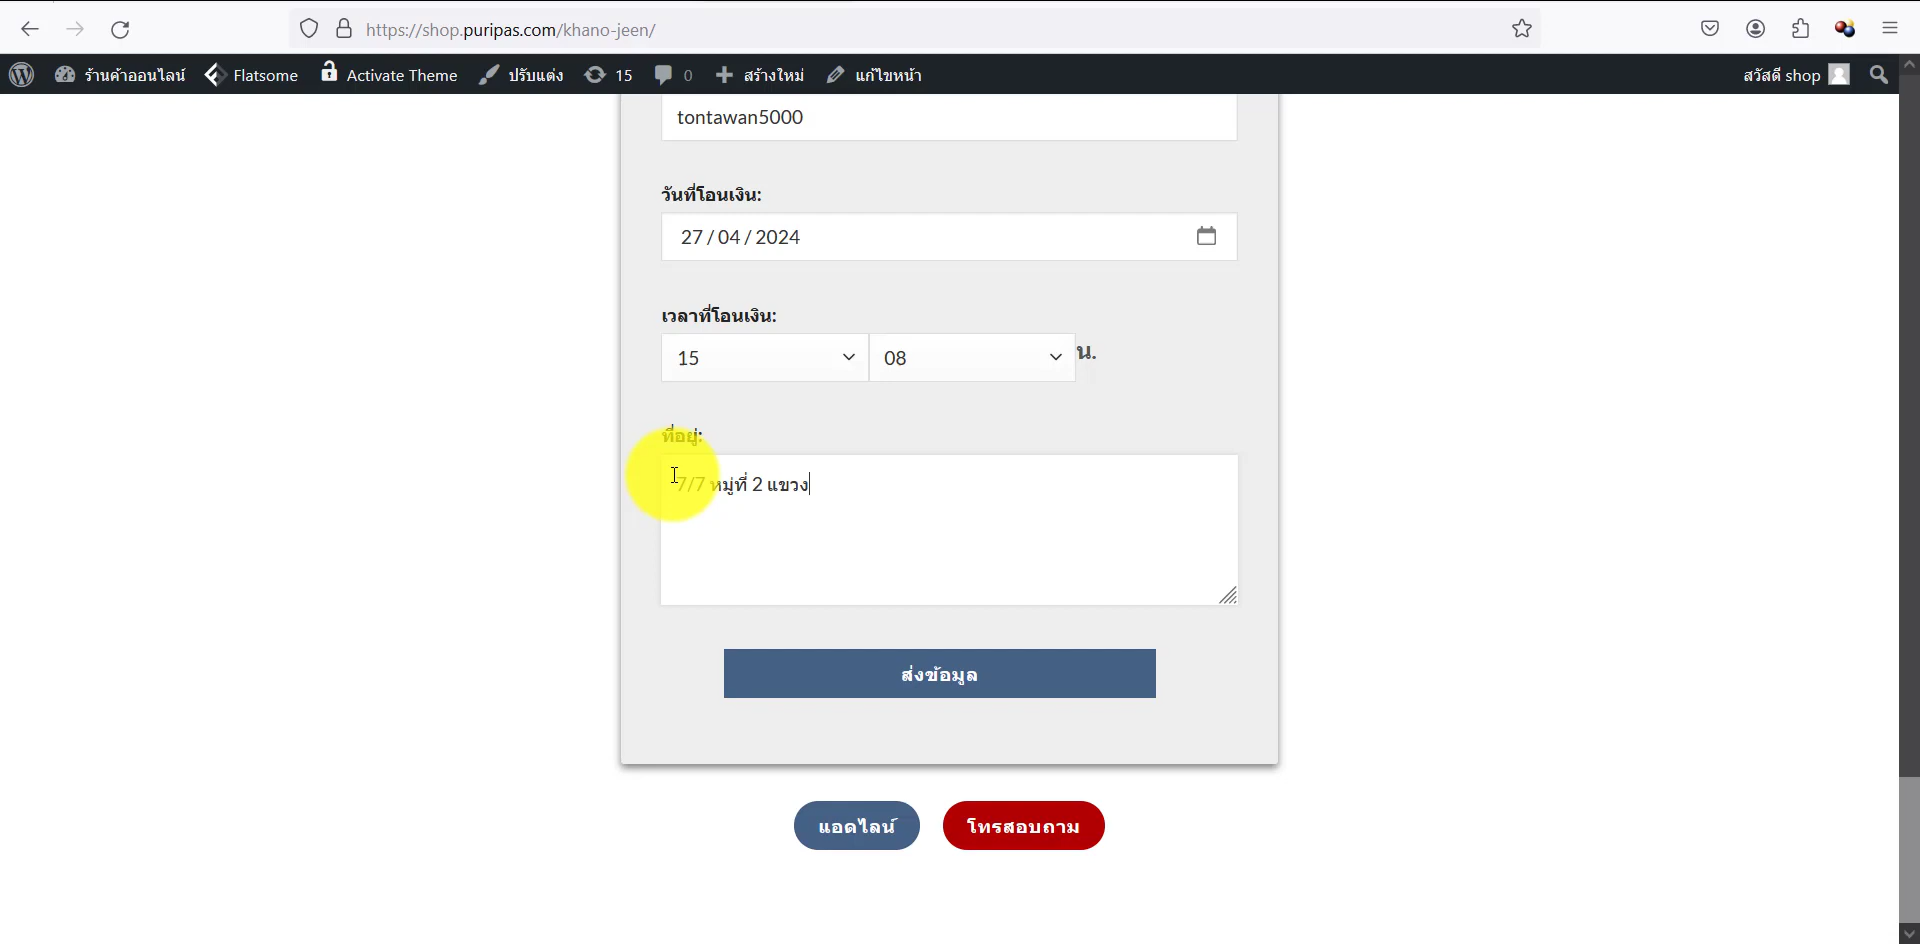 https://shop.puripas.com/khano-jeen/
ร้านค้าออนไลน์ Flatsome Activate Theme ปรับแต่ง 15 0 สร้างใหม่ แก้ไขหน้า สวัสดี shop
tontawan5000
วันที่โอนเงิน:
27/04/2024
เวลาที่โอนเงิน:
15 08 น.
ที่อยู่:
7/7 หมู่ที่ 2 แขวง
ส่งข้อมูล
แอดไลน์ โทรสอบถาม